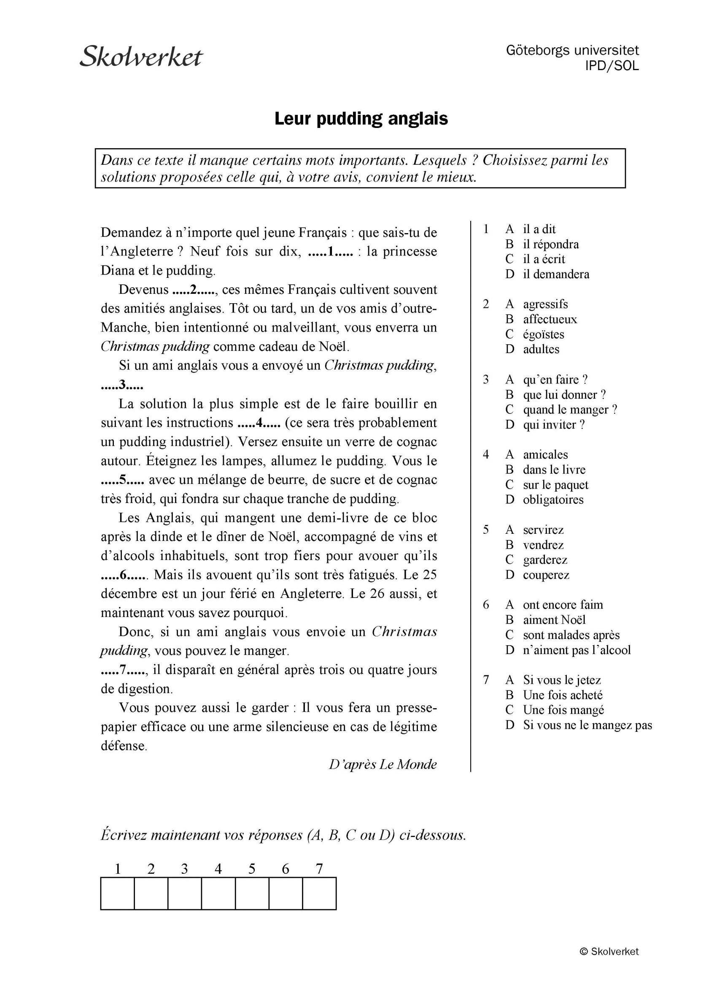 Skolverket
Göteborgs universitet
IPD/SOL
Leur pudding anglais
Dans ce texte il manque certains mots importants. Lesquels ? Choisissez parmi les
solutions proposées celle qui, à votre avis, convient le mieux.
Demandez à n’importe quel jeune Français : que sais-tu de
l’Angleterre ? Neuf fois sur dix, .....1..... : la princesse
Diana et le pudding.
Devenus .....2....., ces mêmes Français cultivent souvent
des amitiés anglaises. Tôt ou tard, un de vos amis d’outre-
Manche, bien intentionné ou malveillant, vous enverra un
Christmas pudding comme cadeau de Noël.
Si un ami anglais vous a envoyé un Christmas pudding,
.....3.....
La solution la plus simple est de le faire bouillir en
suivant les instructions .....4..... (ce sera très probablement
un pudding industriel). Versez ensuite un verre de cognac
autour. Éteignez les lampes, allumez le pudding. Vous le
.....5..... avec un mélange de beurre, de sucre et de cognac
très froid, qui fondra sur chaque tranche de pudding.
Les Anglais, qui mangent une demi-livre de ce bloc
après la dinde et le dîner de Noël, accompagné de vins et
d’alcools inhabituels, sont trop fiers pour avouer qu’ils
.....6...... Mais ils avouent qu’ils sont très fatigués. Le 25
décembre est un jour férié en Angleterre. Le 26 aussi, et
maintenant vous savez pourquoi.
Donc, si un ami anglais vous envoie un Christmas
pudding, vous pouvez le manger.
.....7....., il disparaît en général après trois ou quatre jours
de digestion.
Vous pouvez aussi le garder : Il vous fera un presse-
papier efficace ou une arme silencieuse en cas de légitime
défense.
D’après Le Monde
1 A il a dit
B il répondra
C il a écrit
D il demandera
2 A agressifs
B affectueux
C égoïstes
D adultes
3 A qu’en faire ?
B que lui donner ?
C quand le manger ?
D qui inviter ?
4 A amicales
B dans le livre
C sur le paquet
D obligatoires
5 A servirez
B vendrez
C garderez
D couperez
6 A ont encore faim
B aiment Noël
C sont malades après
D n’aiment pas l’alcool
7 A Si vous le jetez
B Une fois acheté
C Une fois mangé
D Si vous ne le mangez pas
Écrivez maintenant vos réponses (A, B, C ou D) ci-dessous.
1 2 3 4 5 6 7
© Skolverket